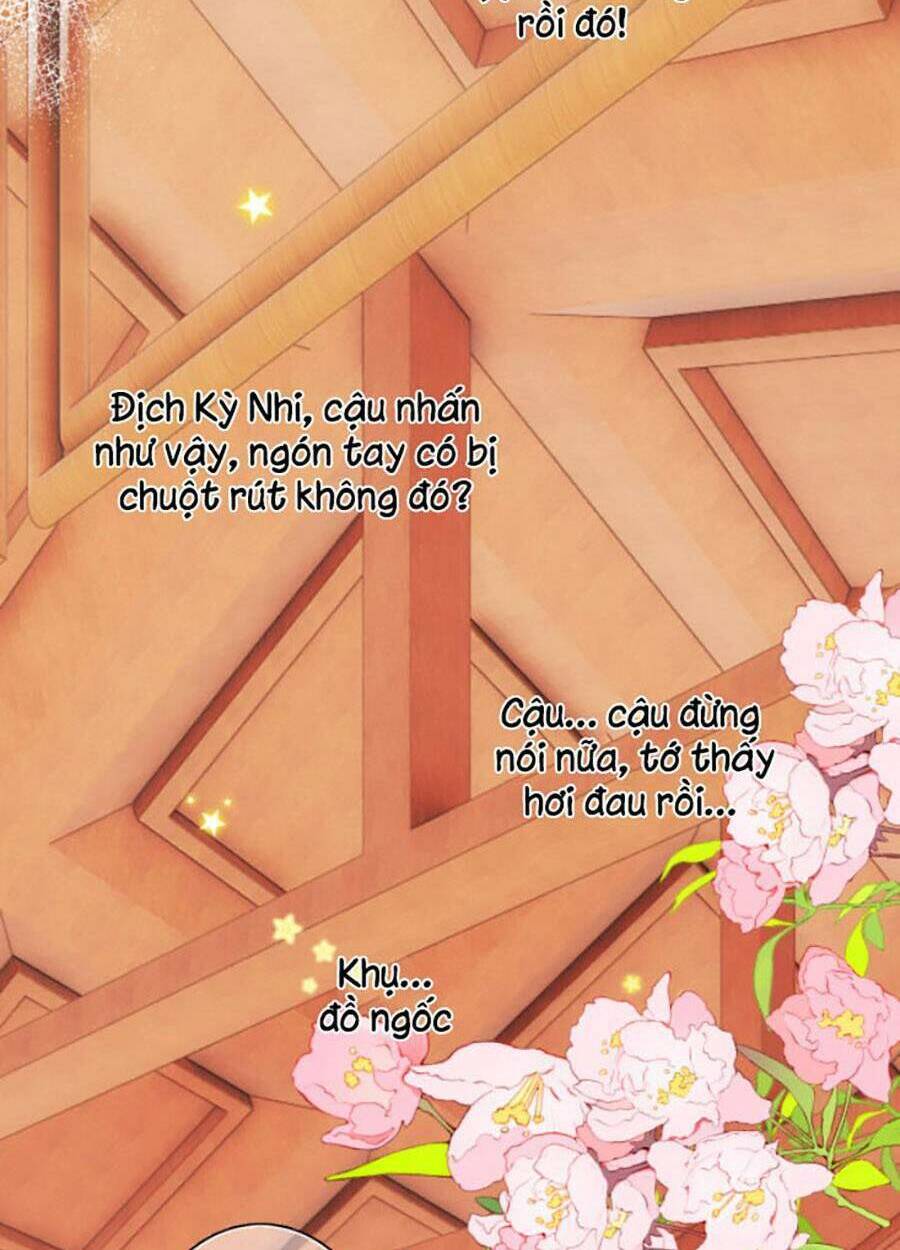 rồi đó!
Địch Kỳ Nhi, cậu nhấn
như vậy, ngón tay có bị
chuột rút không đó?
Cậu... cậu đừng
nói nữa, tớ thấy
hơi đau rồi...
Khụ...
đồ ngốc